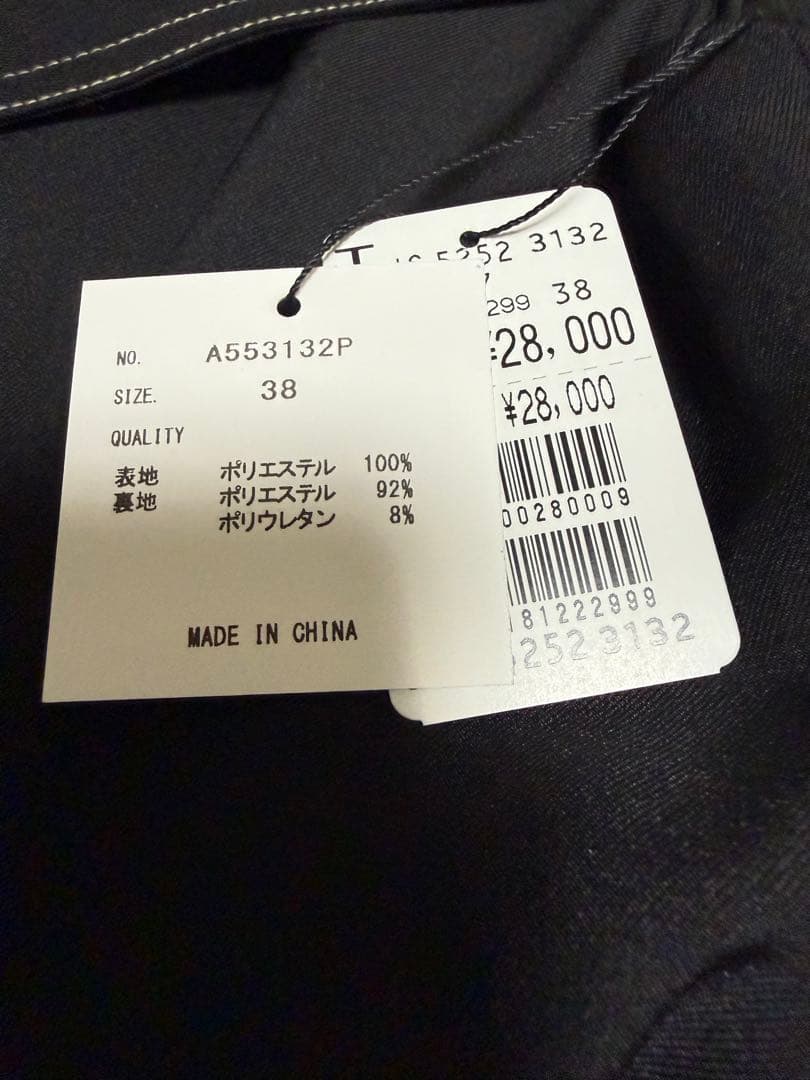 NO. A553132P
SIZE. 38
QUALITY
表地 ポリエステル 100%
裏地 ポリエステル 92%
ポリウレタン 8%
MADE IN CHINA
T
5252 3132
299 38
¥28,000
¥28,000
00280009
81222999
252 3132